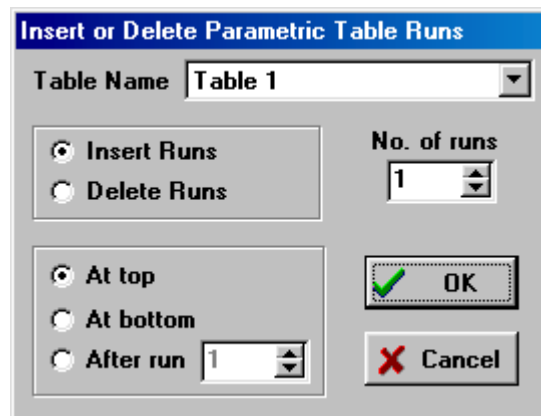 Insert or Delete Parametric Table Runs
Table Name Table 1
Insert Runs
Delete Runs
No. of runs
1
At top
At bottom
After run 1
OK
Cancel